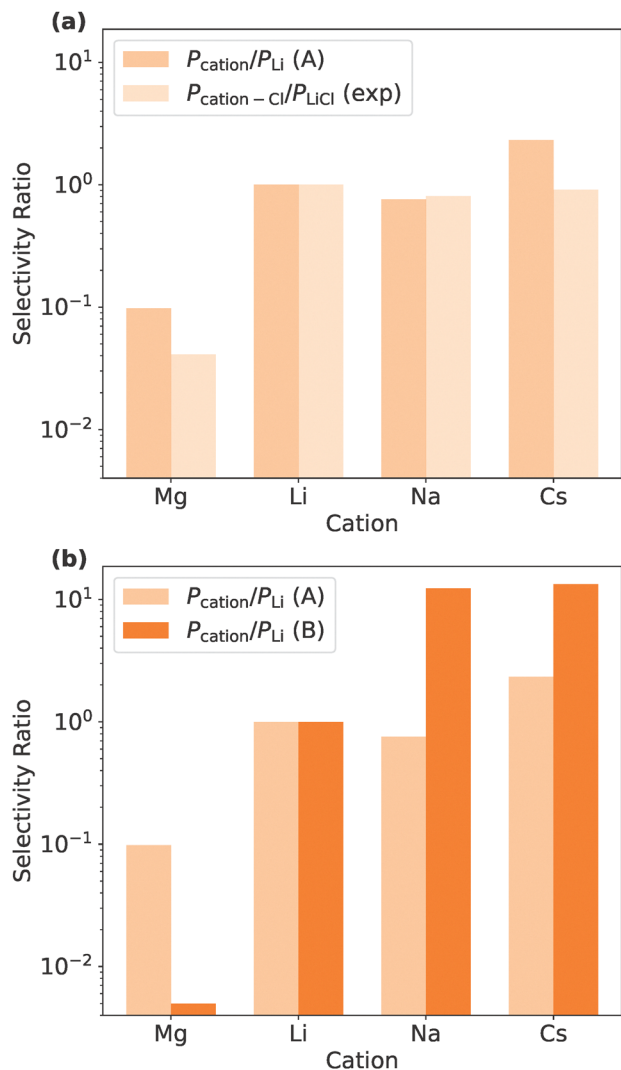 (a)
P_cation/P_Li (A)
P_cation−Cl/P_LiCl (exp)
10^1
10^0
10^−1
10^−2
Selectivity Ratio
Mg Li Na Cs
Cation
(b)
P_cation/P_Li (A)
P_cation/P_Li (B)
10^1
10^0
10^−1
10^−2
Selectivity Ratio
Mg Li Na Cs
Cation